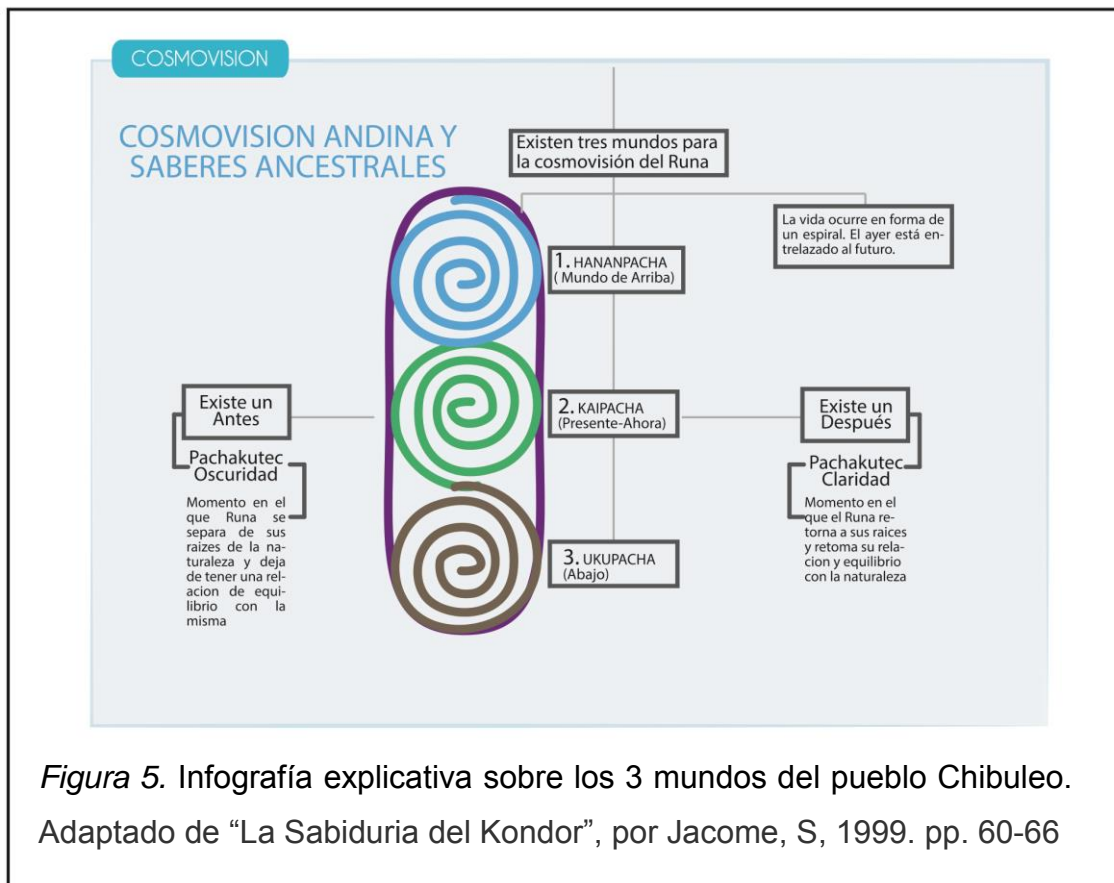 COSMOVISION
COSMOVISION ANDINA Y
SABERES ANCESTRALES
Existen tres mundos para
la cosmovisión del Runa
La vida ocurre en forma de
un espiral. El ayer está en-
trelazado al futuro.
1. HANANPACHA
( Mundo de Arriba)
Existe un
Antes
Pachakutec
Oscuridad
Momento en el
que Runa se
separa de sus
raizes de la na-
turaleza y deja
de tener una rel-
acion de equi-
librio con la
misma
2. KAIPACHA
(Presente-Ahora)
Existe un
Después
Pachakutec
Claridad
Momento en el
que el Runa re-
torna a sus raices
y retoma su rela-
cion y equilibrio
con la naturaleza
3. UKUPACHA
(Abajo)
Figura 5. Infografía explicativa sobre los 3 mundos del pueblo Chibuleo.
Adaptado de “La Sabiduria del Kondor”, por Jacome, S, 1999. pp. 60-66